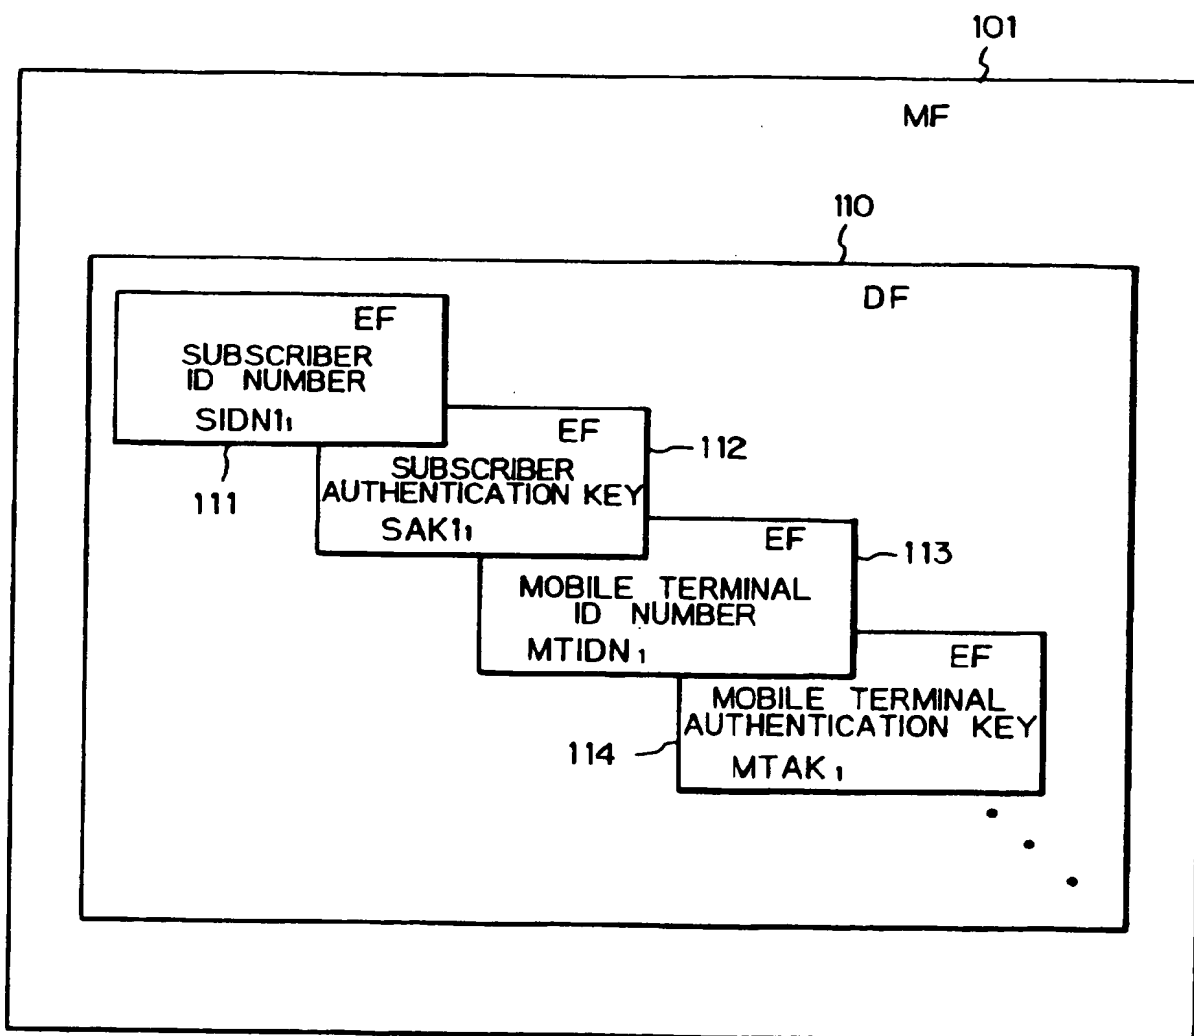 101
MF
110
DF
EF
SUBSCRIBER
ID NUMBER
SIDN1₁
111
EF
112
SUBSCRIBER
AUTHENTICATION KEY
SAK1₁
EF
113
MOBILE TERMINAL
ID NUMBER
MTIDN₁
EF
MOBILE TERMINAL
AUTHENTICATION KEY
114
MTAK₁